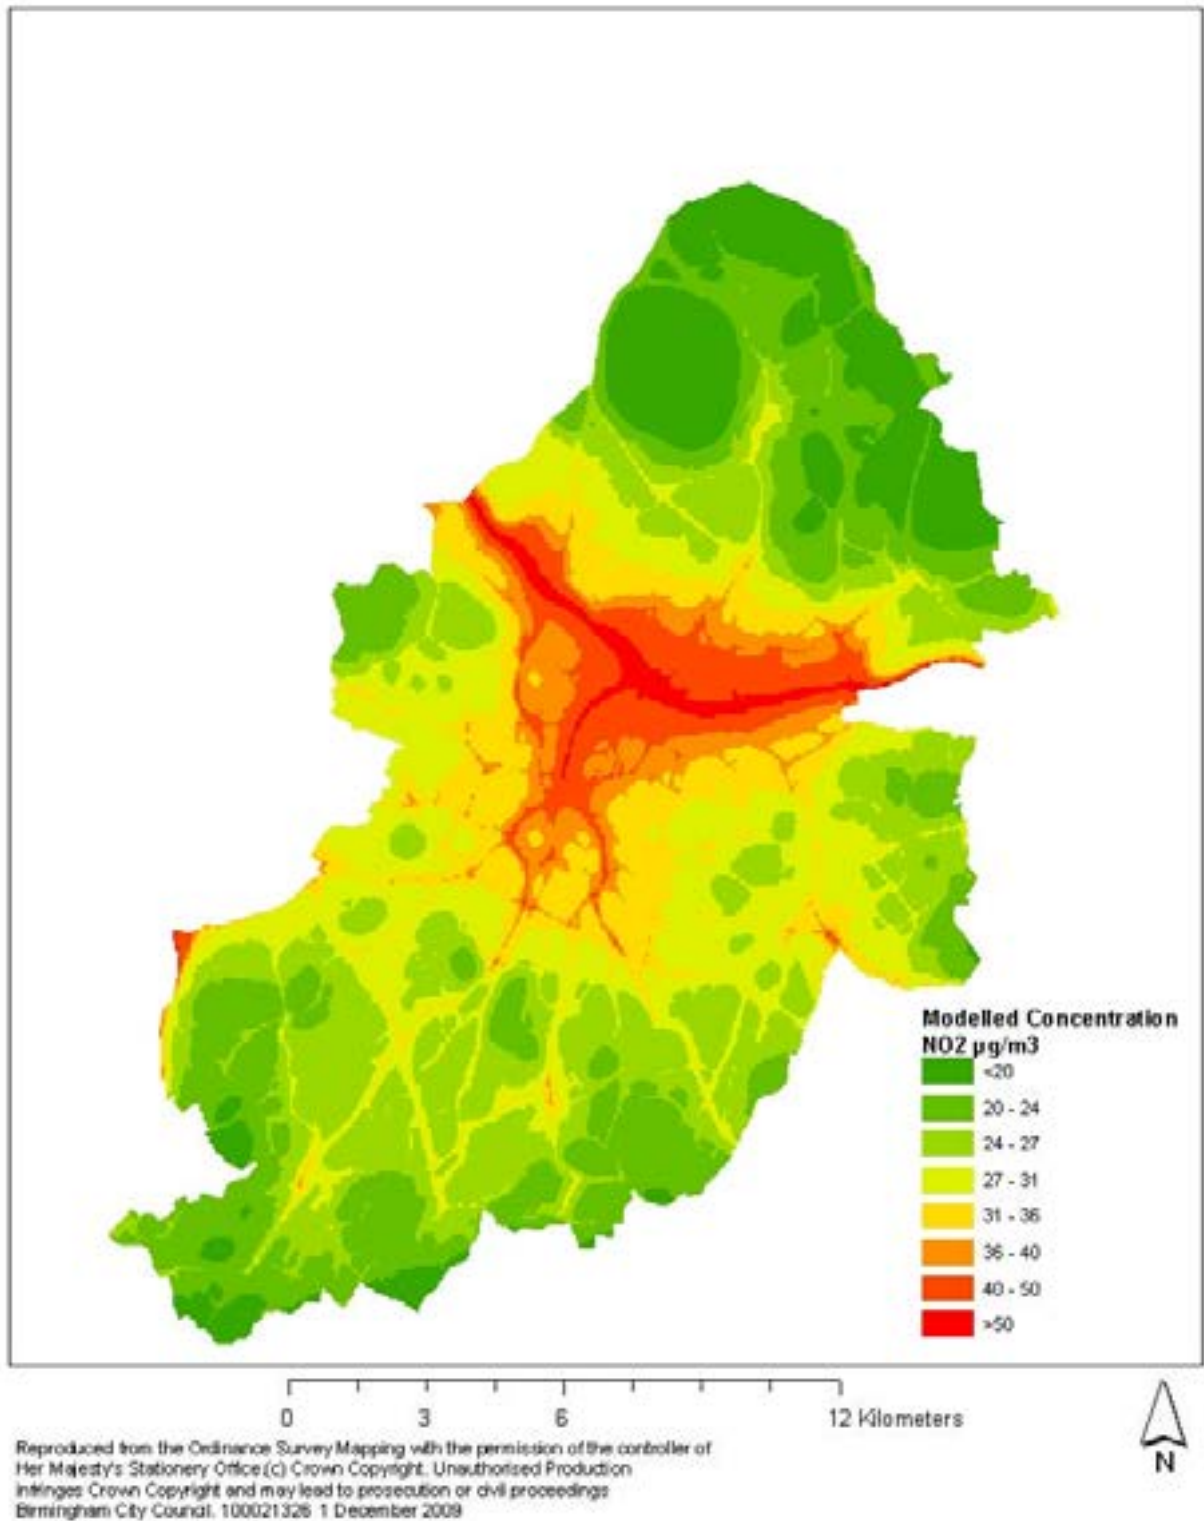 Modelled Concentration
NO2 µg/m3
<20
20 - 24
24 - 27
27 - 31
31 - 36
36 - 40
40 - 50
>50
0 3 6 12 Kilometers
N
Reproduced from the Ordinance Survey Mapping with the permission of the controller of
Her Majesty's Stationery Office,(c) Crown Copyright. Unauthorised Production
Infringes Crown Copyright and may lead to prosecution or civil proceedings
Birmingham City Council. 100021326 1 December 2009